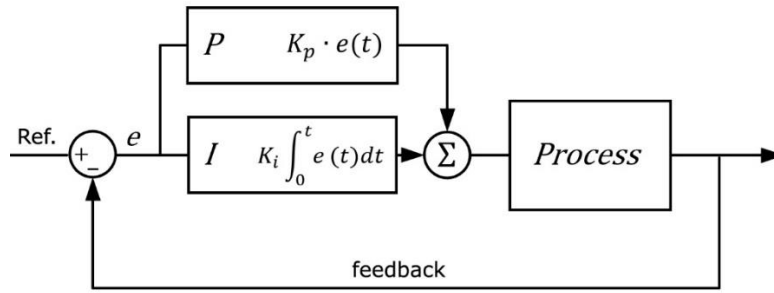 P K_p · e(t)
Ref.
+
−
e
I K_i ∫_0^t e (t)dt
Σ
Process
feedback